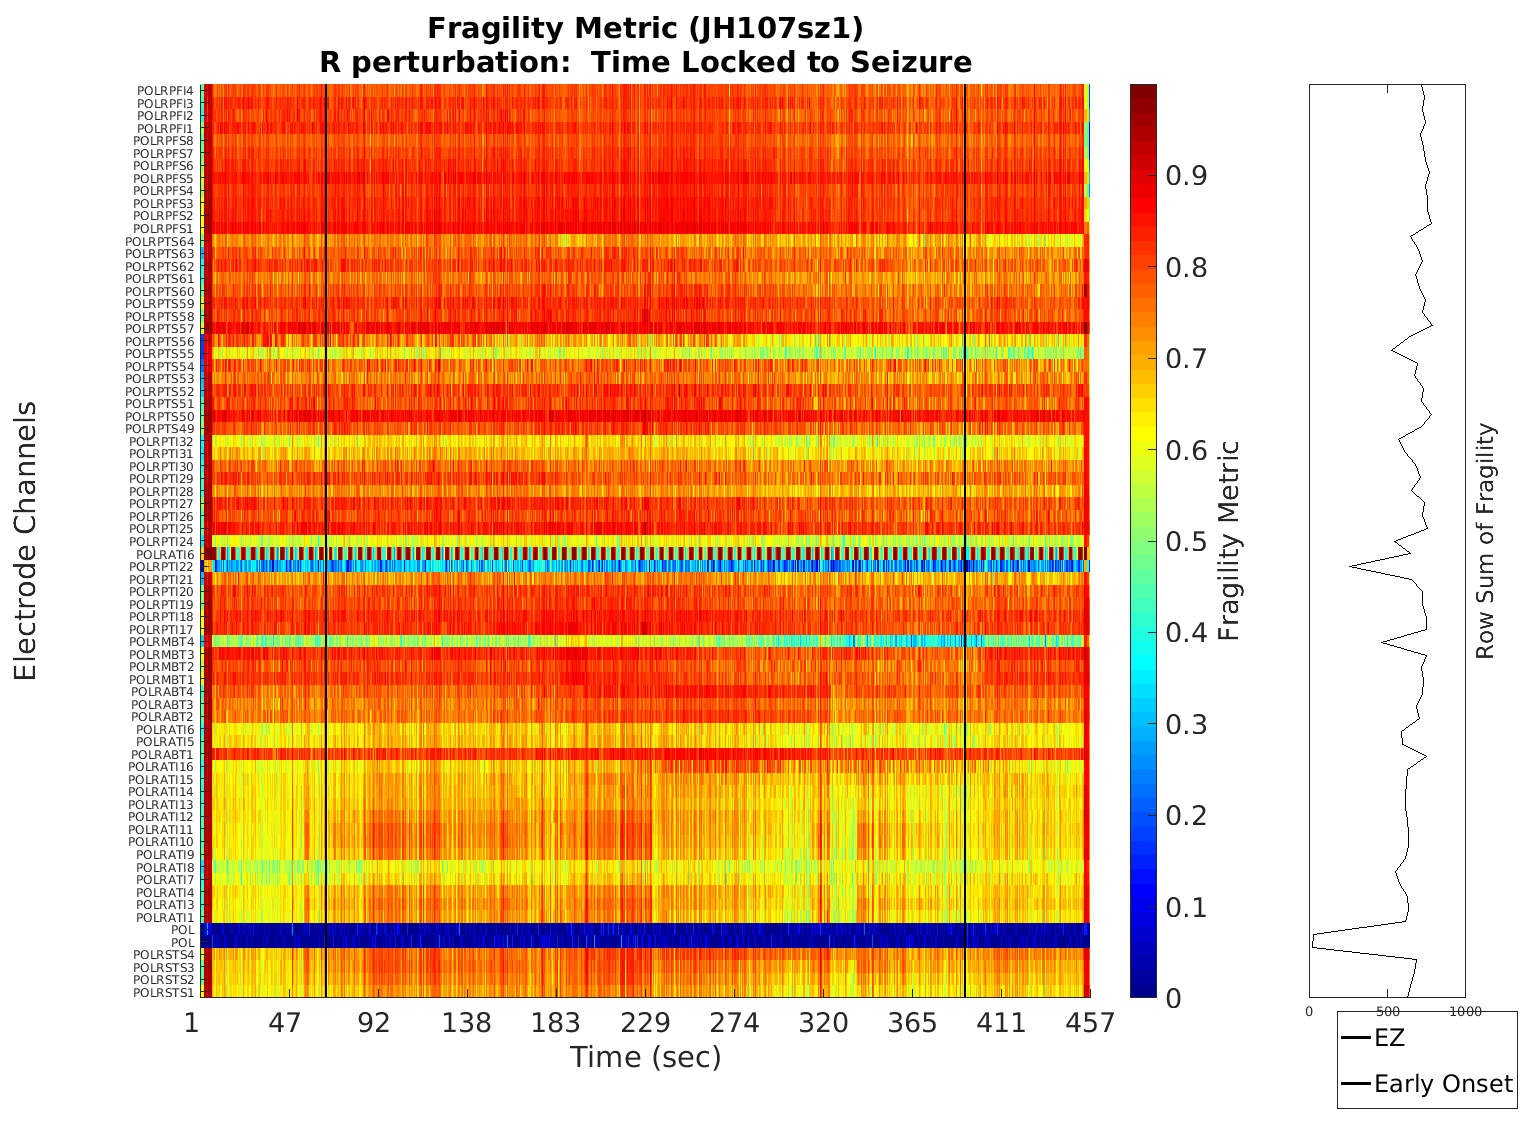 Fragility Metric (JH107sz1)
R perturbation:  Time Locked to Seizure
Electrode Channels
POLRPFI4
POLRPFI3
POLRPFI2
POLRPFI1
POLRPFS8
POLRPFS7
POLRPFS6
POLRPFS5
POLRPFS4
POLRPFS3
POLRPFS2
POLRPFS1
POLRPTS64
POLRPTS63
POLRPTS62
POLRPTS61
POLRPTS60
POLRPTS59
POLRPTS58
POLRPTS57
POLRPTS56
POLRPTS55
POLRPTS54
POLRPTS53
POLRPTS52
POLRPTS51
POLRPTS50
POLRPTS49
POLRPTI32
POLRPTI31
POLRPTI30
POLRPTI29
POLRPTI28
POLRPTI27
POLRPTI26
POLRPTI25
POLRPTI24
POLRATI6
POLRPTI22
POLRPTI21
POLRPTI20
POLRPTI19
POLRPTI18
POLRPTI17
POLRMBT4
POLRMBT3
POLRMBT2
POLRMBT1
POLRABT4
POLRABT3
POLRABT2
POLRATI6
POLRATI5
POLRABT1
POLRATI16
POLRATI15
POLRATI14
POLRATI13
POLRATI12
POLRATI11
POLRATI10
POLRATI9
POLRATI8
POLRATI7
POLRATI4
POLRATI3
POLRATI1
POL
POL
POLRSTS4
POLRSTS3
POLRSTS2
POLRSTS1
1 47 92 138 183 229 274 320 365 411 457
Time (sec)
0.9
0.8
0.7
0.6
0.5
0.4
0.3
0.2
0.1
0
Fragility Metric
0 500 1000
Row Sum of Fragility
EZ
Early Onset